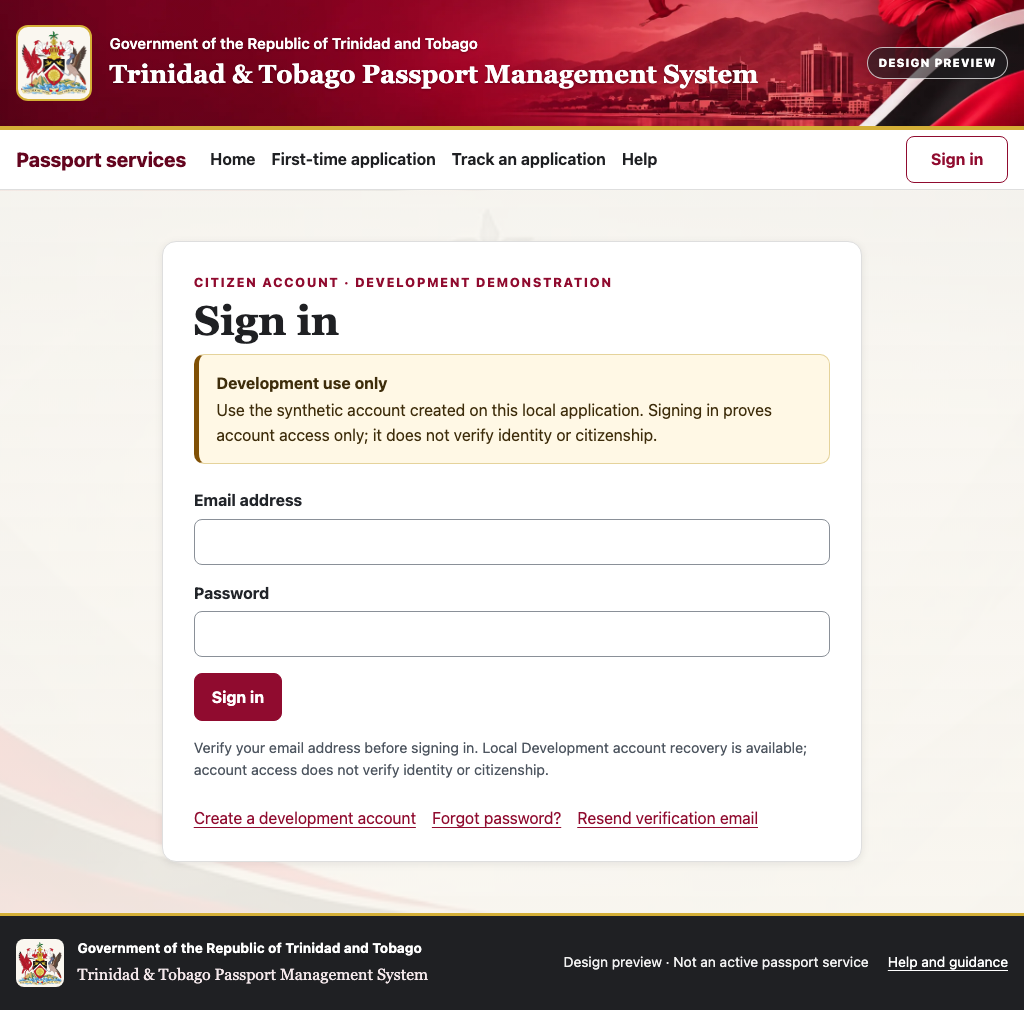 Government of the Republic of Trinidad and Tobago
Trinidad & Tobago Passport Management System
DESIGN PREVIEW
Passport services
Home
First-time application
Track an application
Help
Sign in
CITIZEN ACCOUNT · DEVELOPMENT DEMONSTRATION
Sign in
Development use only
Use the synthetic account created on this local application. Signing in proves
account access only; it does not verify identity or citizenship.
Email address
Password
Sign in
Verify your email address before signing in. Local Development account recovery is available;
account access does not verify identity or citizenship.
Create a development account
Forgot password?
Resend verification email
Government of the Republic of Trinidad and Tobago
Trinidad & Tobago Passport Management System
Design preview · Not an active passport service
Help and guidance